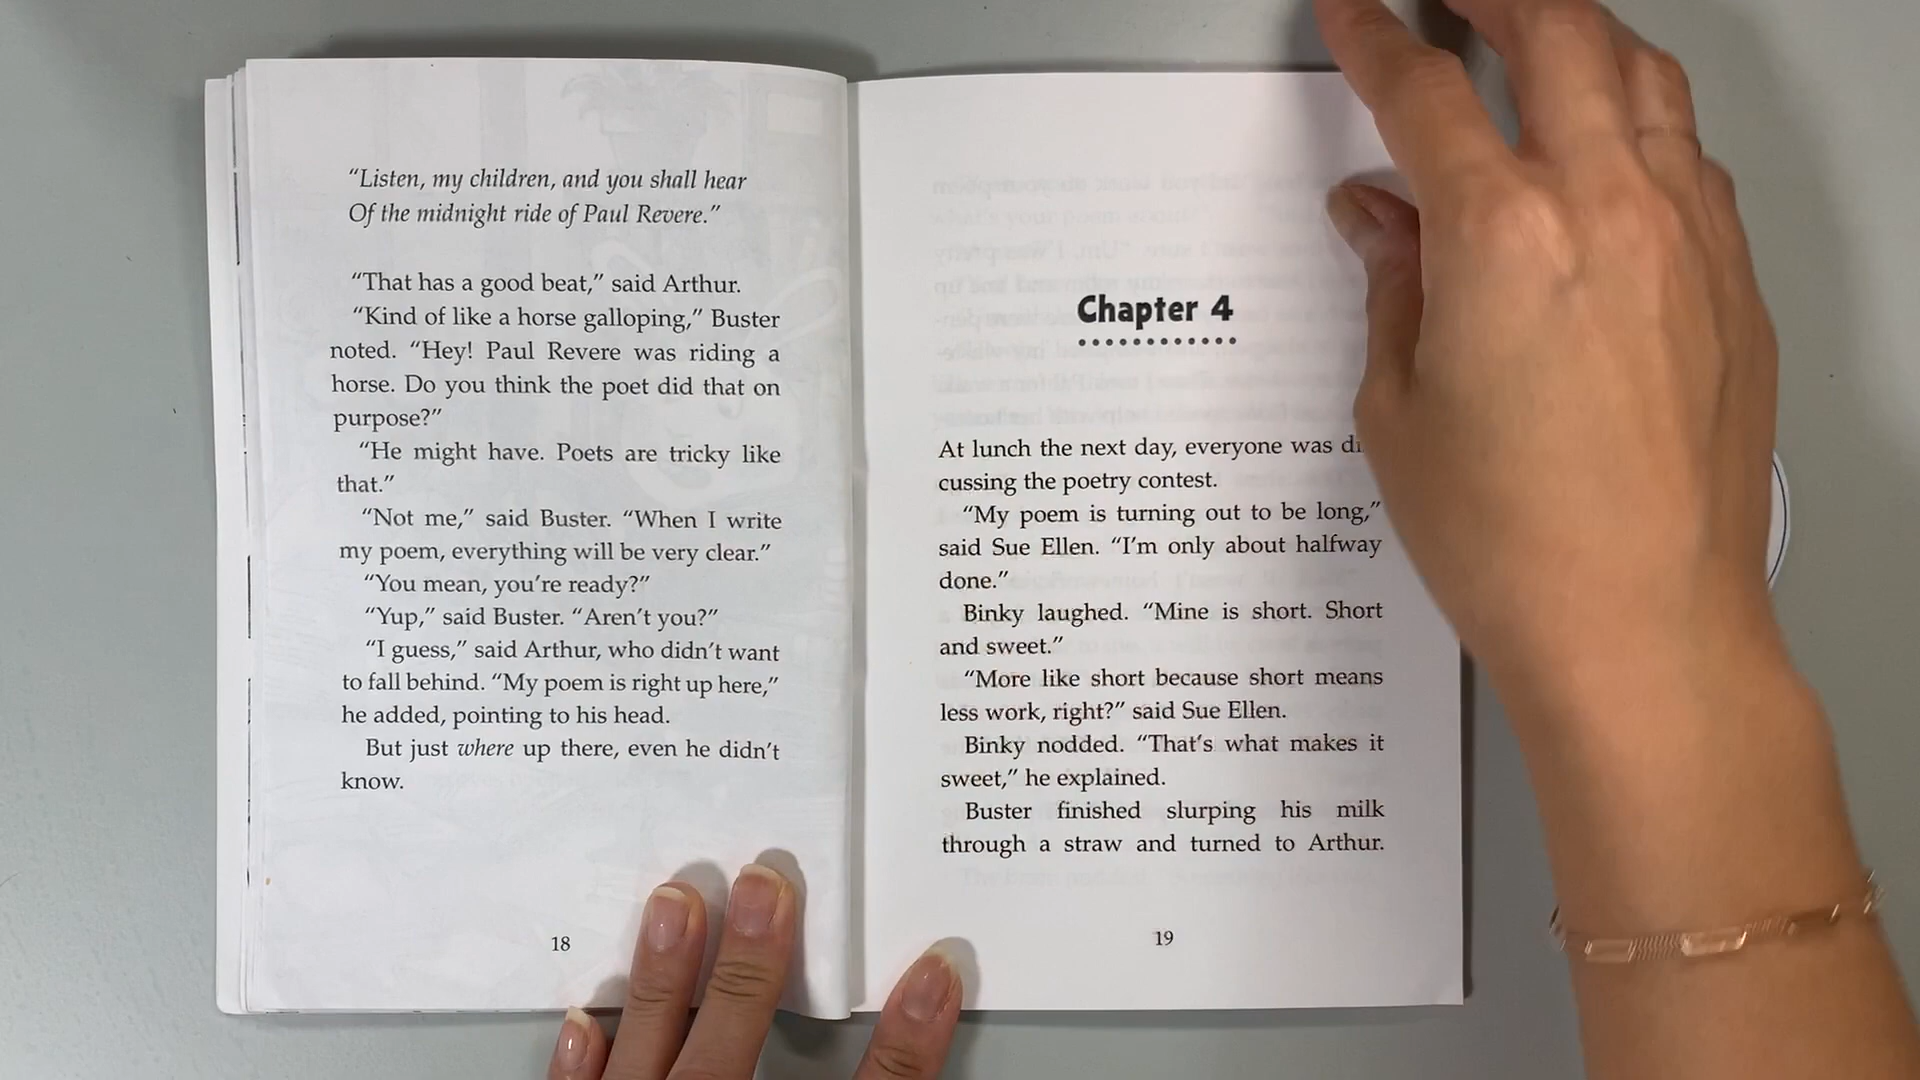 “Listen, my children, and you shall hear
Of the midnight ride of Paul Revere.”
“That has a good beat,” said Arthur.
“Kind of like a horse galloping,” Buster
noted. “Hey! Paul Revere was riding a
horse. Do you think the poet did that on
purpose?”
“He might have. Poets are tricky like
that.”
“Not me,” said Buster. “When I write
my poem, everything will be very clear.”
“You mean, you’re ready?”
“Yup,” said Buster. “Aren’t you?”
“I guess,” said Arthur, who didn’t want
to fall behind. “My poem is right up here,”
he added, pointing to his head.
But just where up there, even he didn’t
know.
18
Chapter 4
At lunch the next day, everyone was
cussing the poetry contest.
“My poem is turning out to be long,”
said Sue Ellen. “I’m only about halfway
done.”
Binky laughed. “Mine is short. Short
and sweet.”
“More like short because short means
less work, right?” said Sue Ellen.
Binky nodded. “That’s what makes it
sweet,” he explained.
Buster finished slurping his milk
through a straw and turned to Arthur.
19